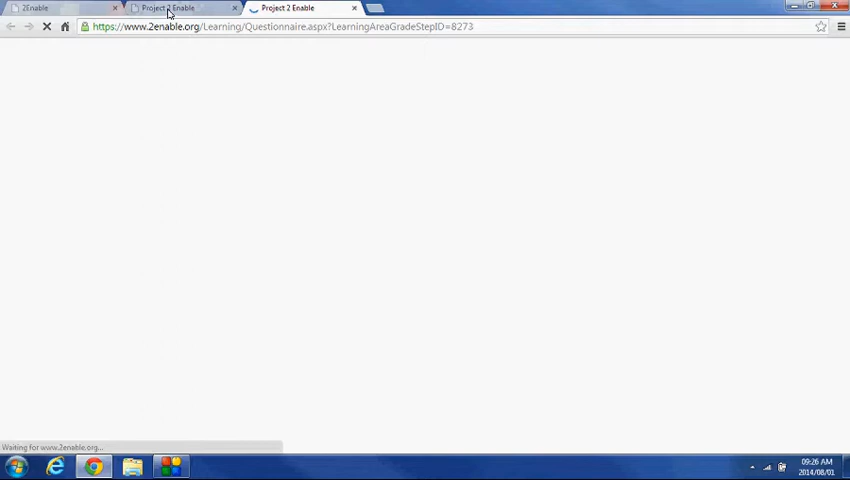 2Enable
Project 2 Enable
Project 2 Enable
https://www.2enable.org/Learning/Questionnaire.aspx?LearningAreaGradeStepID=8273
Waiting for www.2enable.org...
09:26 AM
2014/08/01